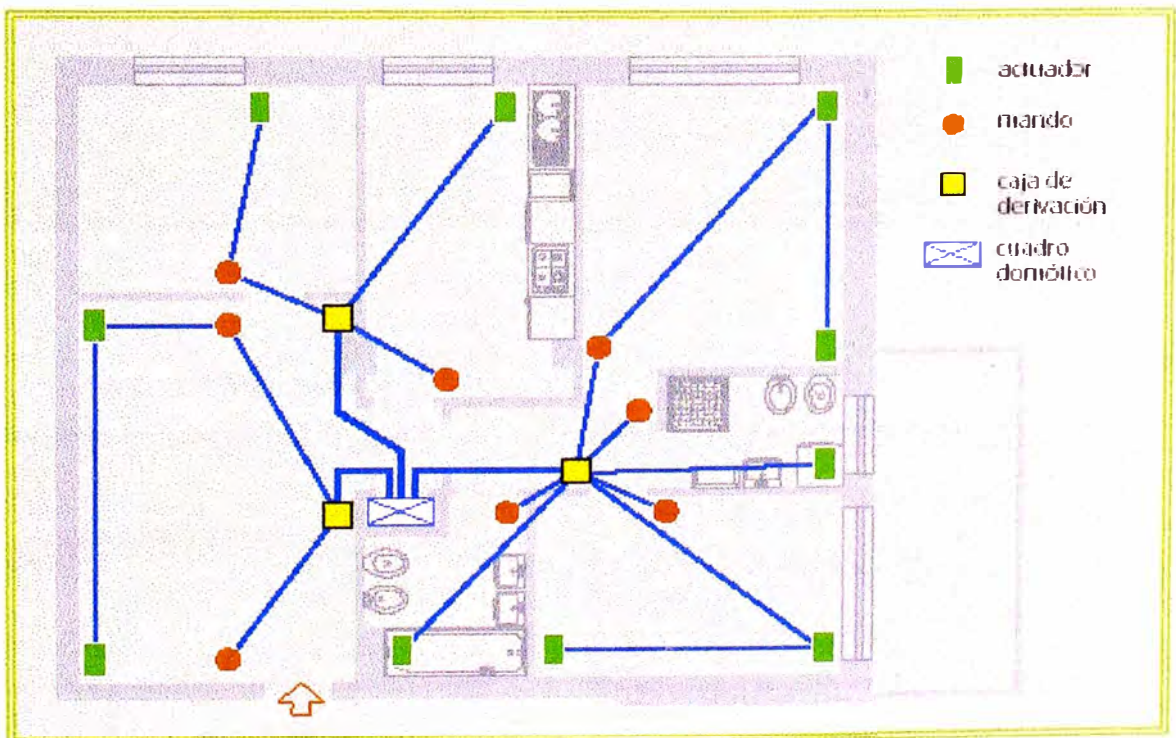 actuador
mando
caja de
derivación
cuadro
domótico